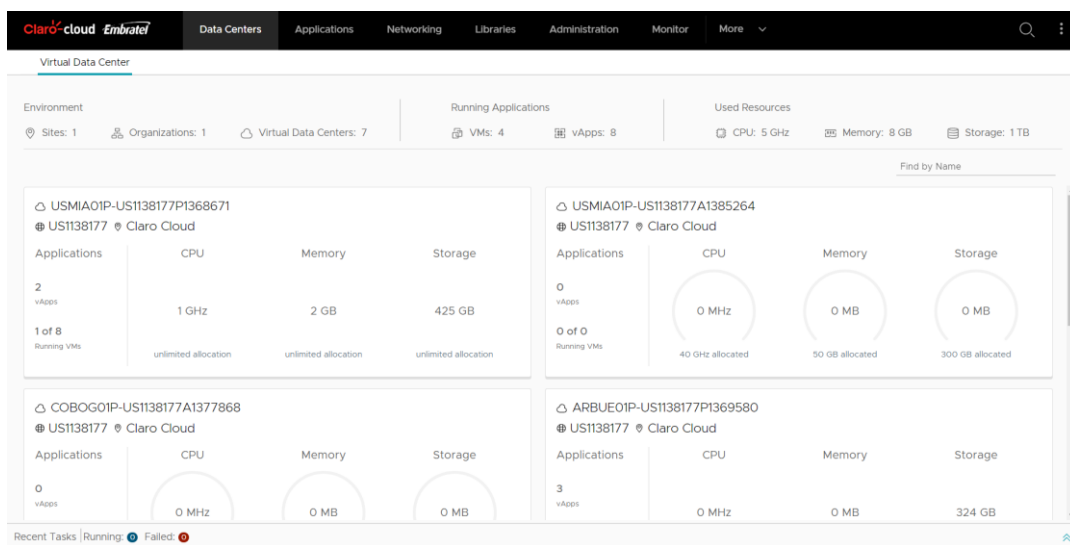 Claro-cloud Embratel Data Centers Applications Networking Libraries Administration Monitor More
Virtual Data Center
Environment Running Applications Used Resources
Sites: 1 Organizations: 1 Virtual Data Centers: 7 VMs: 4 vApps: 8 CPU: 5 GHz Memory: 8 GB Storage: 1 TB
Find by Name
USMIA01P-US1138177P1368671
US1138177 Claro Cloud
Applications CPU Memory Storage
2
vApps
1 GHz 2 GB 425 GB
1 of 8
Running VMs
unlimited allocation unlimited allocation unlimited allocation
USMIA01P-US1138177A1385264
US1138177 Claro Cloud
Applications CPU Memory Storage
0
vApps
0 MHz 0 MB 0 MB
0 of 0
Running VMs
40 GHz allocated 50 GB allocated 300 GB allocated
COBOG01P-US1138177A1377868
US1138177 Claro Cloud
Applications CPU Memory Storage
0
vApps
0 MHz 0 MB 0 MB
ARBUE01P-US1138177P1369580
US1138177 Claro Cloud
Applications CPU Memory Storage
3
vApps
0 MHz 0 MB 324 GB
Recent Tasks Running: 0 Failed: 0